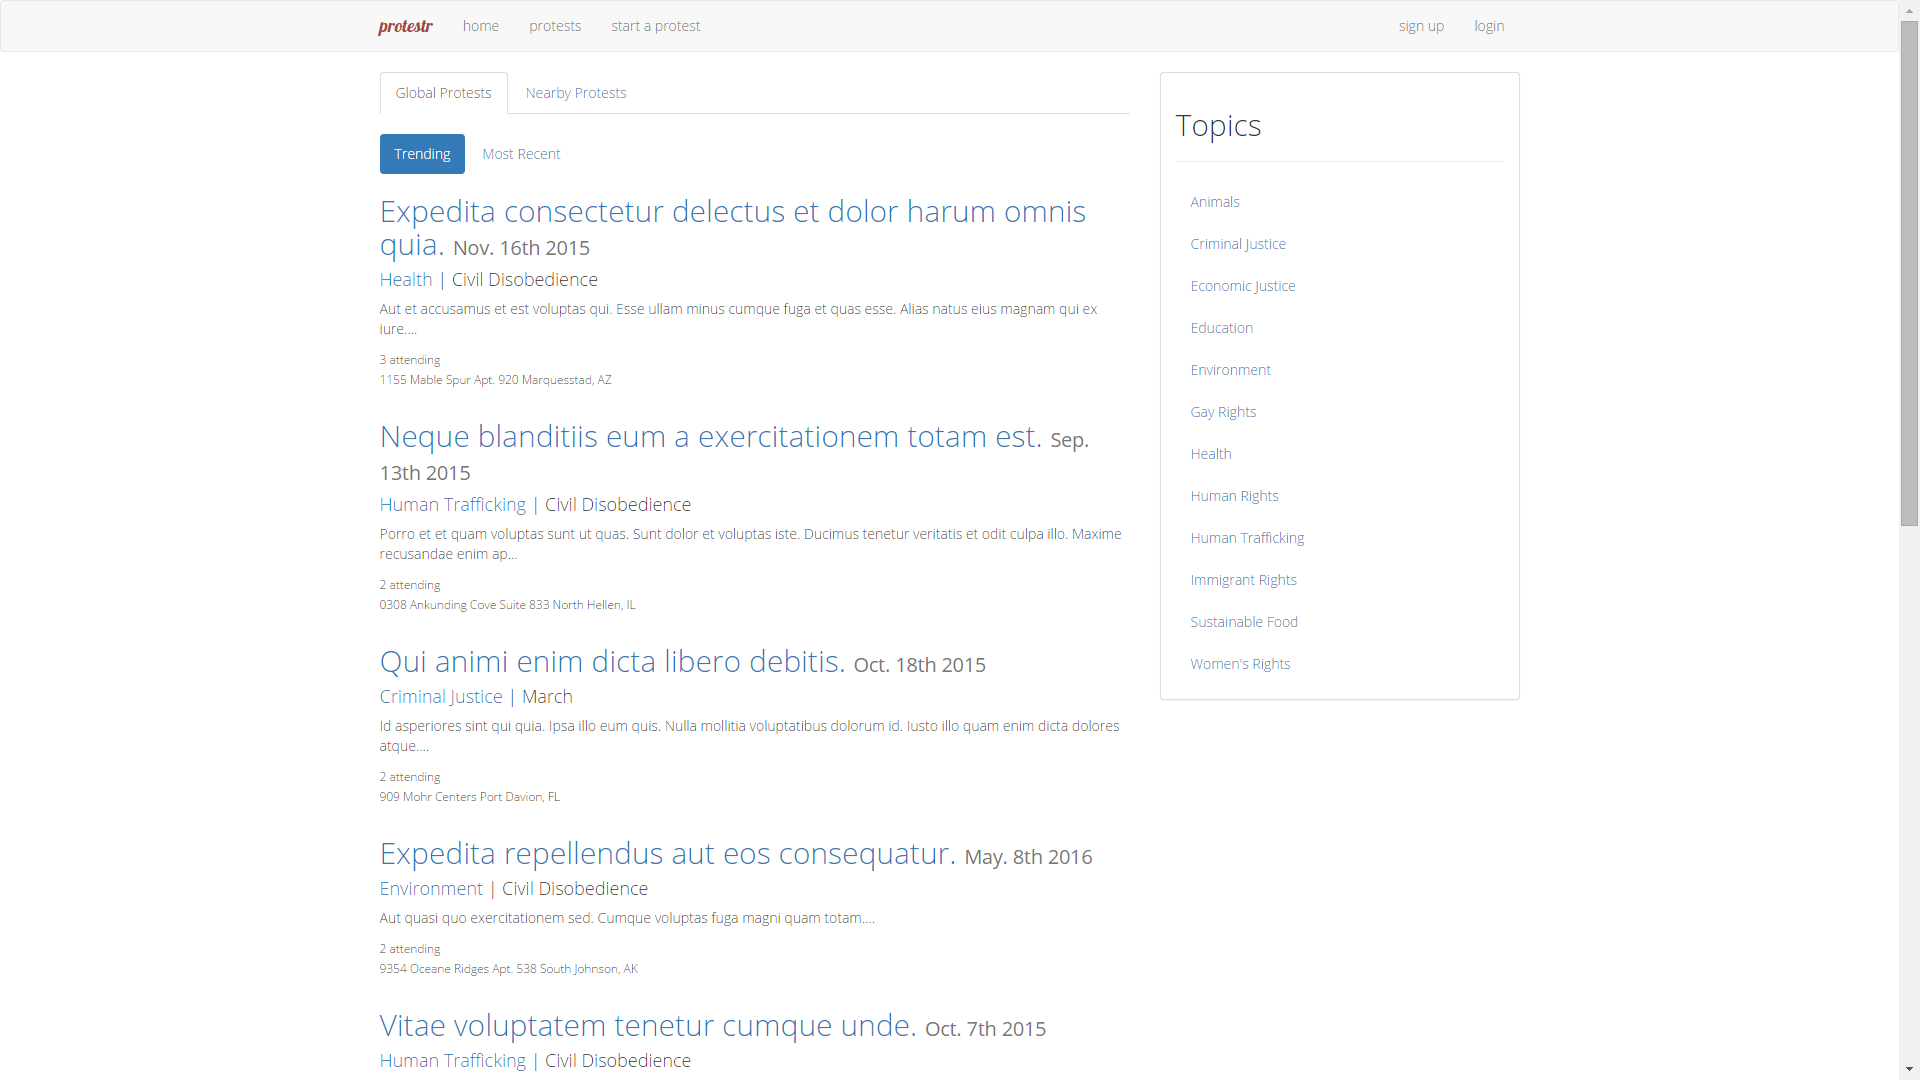 protestr home protests start a protest sign up login
Global Protests Nearby Protests
Trending Most Recent
Expedita consectetur delectus et dolor harum omnis
quia. Nov. 16th 2015
Health | Civil Disobedience
Aut et accusamus et est voluptas qui. Esse ullam minus cumque fuga et quas esse. Alias natus eius magnam qui ex
iure....
3 attending
1155 Mable Spur Apt. 920 Marquesstad, AZ
Neque blanditiis eum a exercitationem totam est. Sep.
13th 2015
Human Trafficking | Civil Disobedience
Porro et et quam voluptas sunt ut quas. Sunt dolor et voluptas iste. Ducimus tenetur veritatis et odit culpa illo. Maxime
recusandae enim ap...
2 attending
0308 Ankunding Cove Suite 833 North Hellen, IL
Qui animi enim dicta libero debitis. Oct. 18th 2015
Criminal Justice | March
Id asperiores sint qui quia. Ipsa illo eum quis. Nulla mollitia voluptatibus dolorum id. Iusto illo quam enim dicta dolores
atque....
2 attending
909 Mohr Centers Port Davion, FL
Expedita repellendus aut eos consequatur. May. 8th 2016
Environment | Civil Disobedience
Aut quasi quo exercitationem sed. Cumque voluptas fuga magni quam totam....
2 attending
9354 Oceane Ridges Apt. 538 South Johnson, AK
Vitae voluptatem tenetur cumque unde. Oct. 7th 2015
Human Trafficking | Civil Disobedience
Topics
Animals
Criminal Justice
Economic Justice
Education
Environment
Gay Rights
Health
Human Rights
Human Trafficking
Immigrant Rights
Sustainable Food
Women's Rights